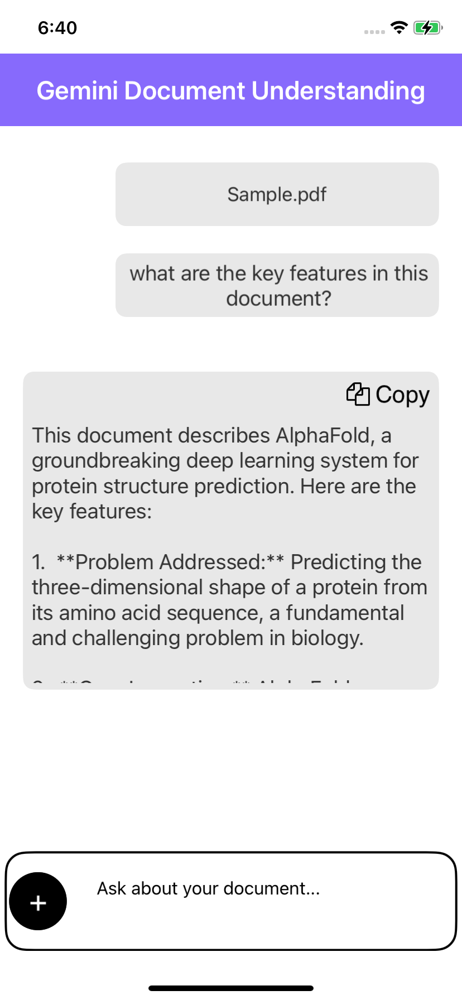 6:40
Gemini Document Understanding
Sample.pdf
what are the key features in this
document?
Copy
This document describes AlphaFold, a
groundbreaking deep learning system for
protein structure prediction. Here are the
key features:
1.  **Problem Addressed:** Predicting the
three-dimensional shape of a protein from
its amino acid sequence, a fundamental
and challenging problem in biology.
+
Ask about your document...